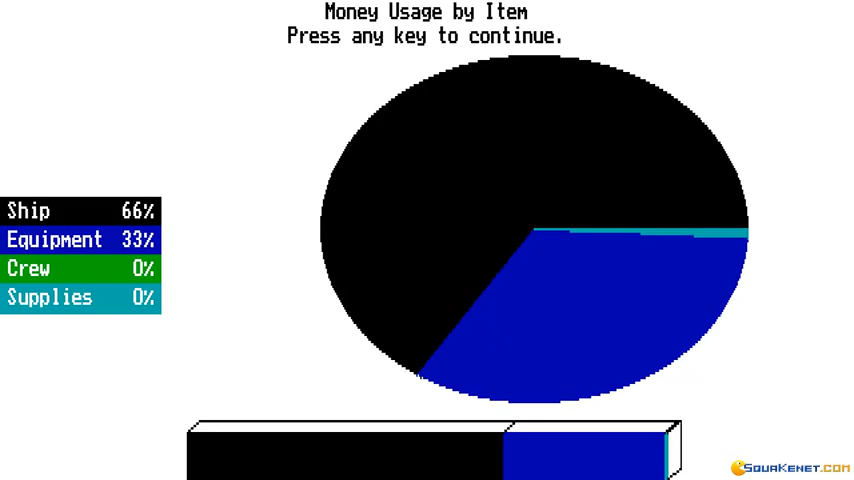 Money Usage by Item
Press any key to continue.
Ship 66%
Equipment 33%
Crew 0%
Supplies 0%
SquaKenet.com